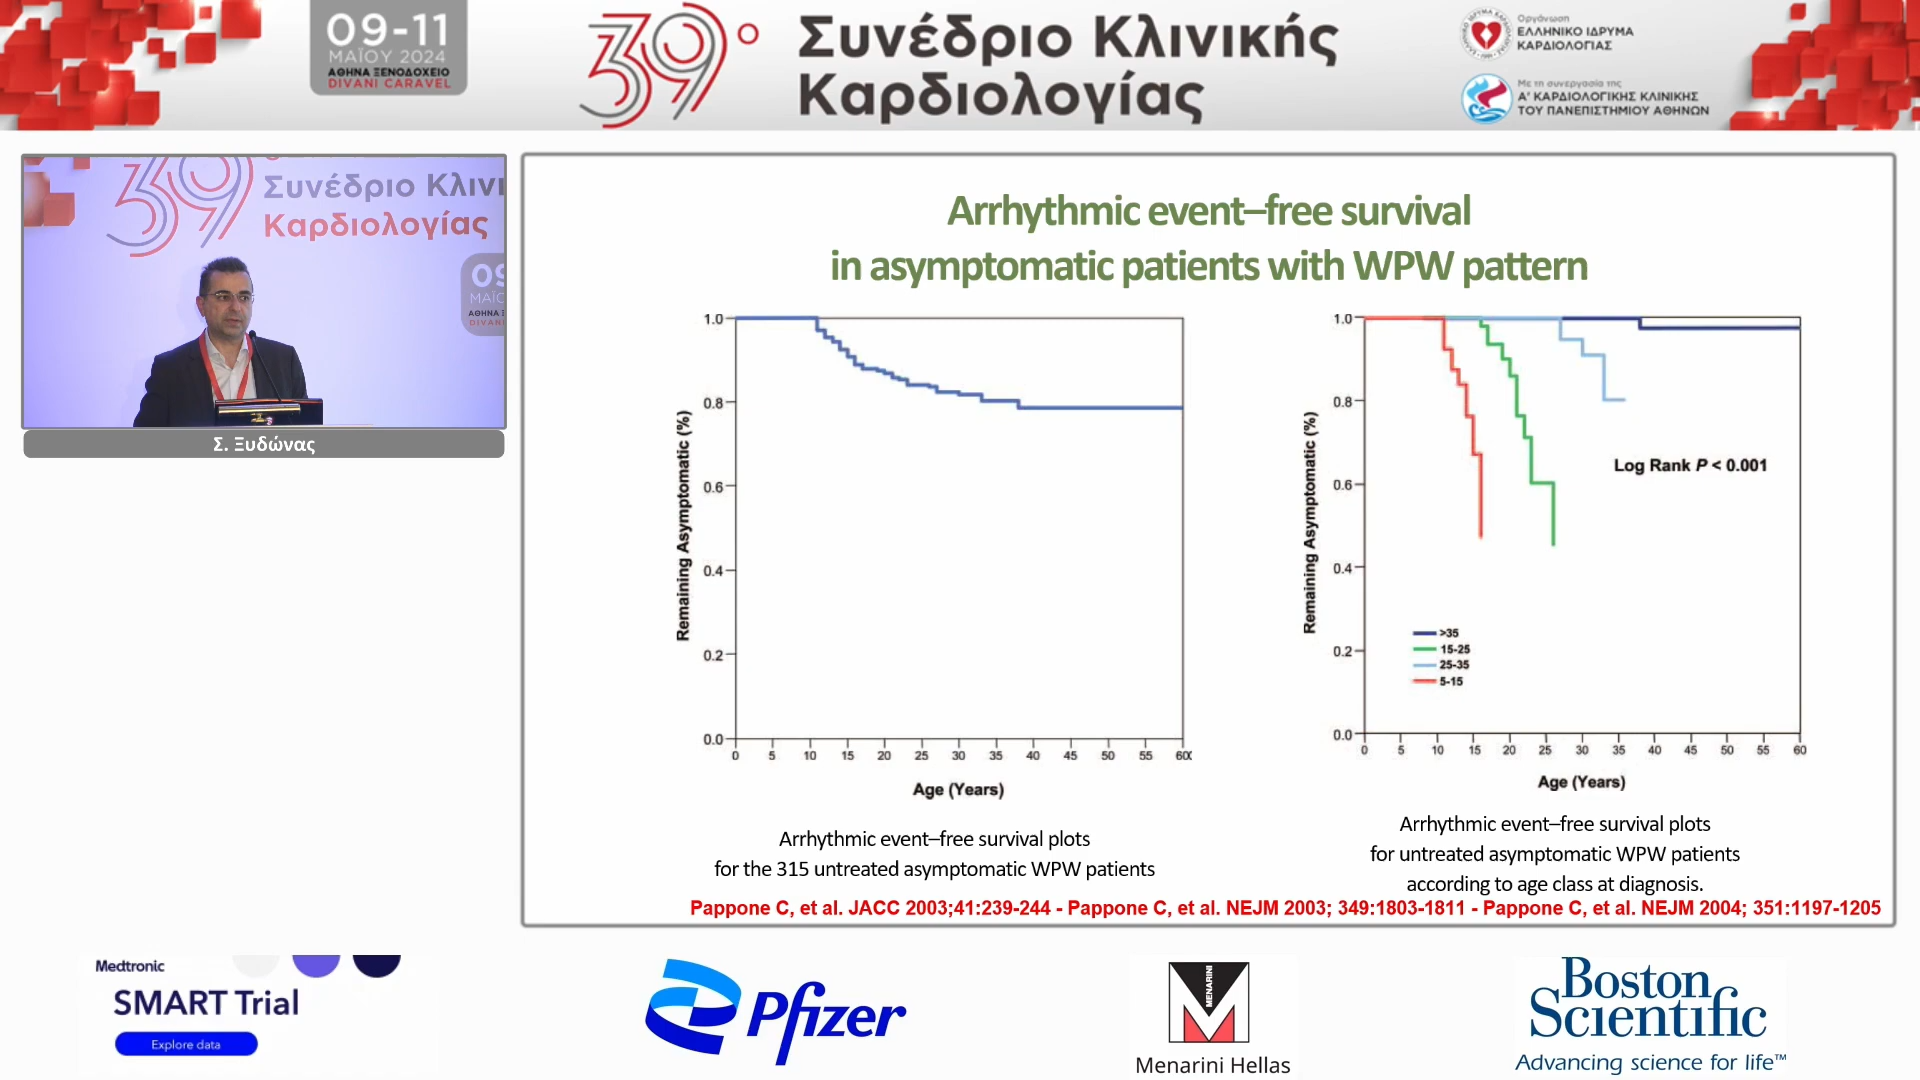 09-11
ΜΑΪΟΥ 2024
ΑΘΗΝΑ ΞΕΝΟΔΟΧΕΙΟ
DIVANI CARAVEL
39ο
Συνέδριο Κλινικής
Καρδιολογίας
Οργάνωση
ΕΛΛΗΝΙΚΟ ΙΔΡΥΜΑ
ΚΑΡΔΙΟΛΟΓΙΑΣ
Με τη συνεργασία της
Α' ΚΑΡΔΙΟΛΟΓΙΚΗΣ ΚΛΙΝΙΚΗΣ
ΤΟΥ ΠΑΝΕΠΙΣΤΗΜΙΟΥ ΑΘΗΝΩΝ
39
Συνέδριο Κλινι
Καρδιολογίας
09
ΜΑΪΟ
ΑΘΗΝΑ Ξ
DIVANI
Σ. Ξυδώνας
Arrhythmic event–free survival
in asymptomatic patients with WPW pattern
Remaining Asymptomatic (%)
1.0
0.8
0.6
0.4
0.2
0.0
0 5 10 15 20 25 30 35 40 45 50 55 60
Age (Years)
Arrhythmic event–free survival plots
for the 315 untreated asymptomatic WPW patients
Remaining Asymptomatic (%)
1.0
0.8
0.6
0.4
0.2
0.0
Log Rank P < 0.001
>35
15-25
25-35
5-15
0 5 10 15 20 25 30 35 40 45 50 55 60
Age (Years)
Arrhythmic event–free survival plots
for untreated asymptomatic WPW patients
according to age class at diagnosis.
Pappone C, et al. JACC 2003;41:239-244 - Pappone C, et al. NEJM 2003; 349:1803-1811 - Pappone C, et al. NEJM 2004; 351:1197-1205
Medtronic
SMART Trial
Explore data
Pfizer
MENARINI
Menarini Hellas
Boston
Scientific
Advancing science for life™